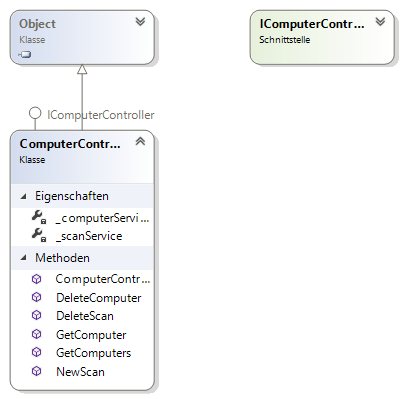 Object
Klasse
IComputerContr...
Schnittstelle
IComputerController
ComputerContr...
Klasse
Eigenschaften
_computerServi...
_scanService
Methoden
ComputerContr...
DeleteComputer
DeleteScan
GetComputer
GetComputers
NewScan